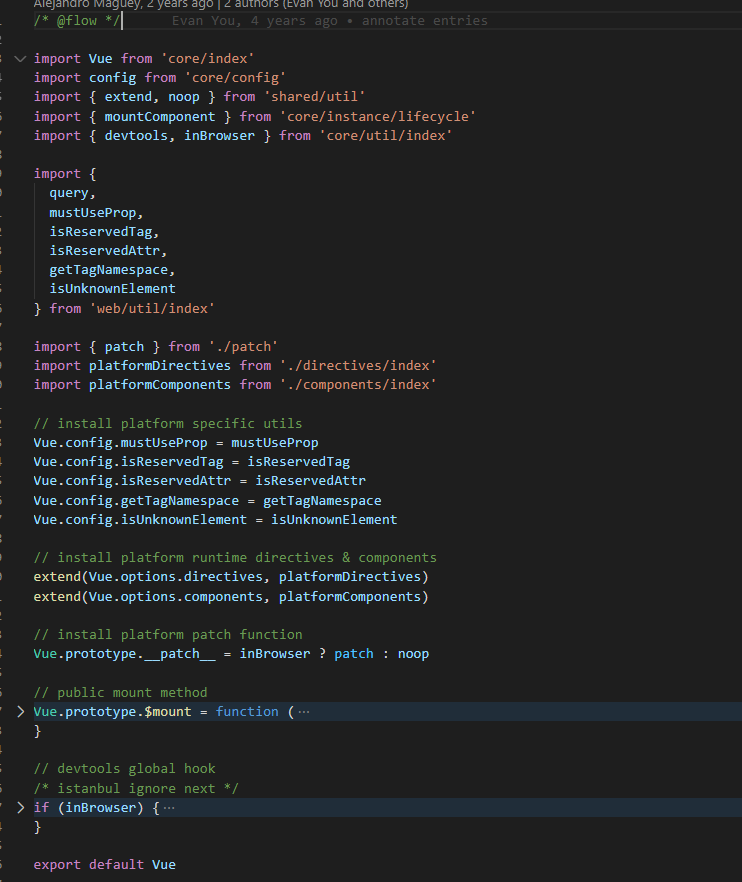 Alejandro Maguey, 2 years ago | 2 authors (Evan You and others)
/* @flow */ Evan You, 4 years ago • annotate entries
import Vue from 'core/index'
import config from 'core/config'
import { extend, noop } from 'shared/util'
import { mountComponent } from 'core/instance/lifecycle'
import { devtools, inBrowser } from 'core/util/index'
import {
query,
mustUseProp,
isReservedTag,
isReservedAttr,
getTagNamespace,
isUnknownElement
} from 'web/util/index'
import { patch } from './patch'
import platformDirectives from './directives/index'
import platformComponents from './components/index'
// install platform specific utils
Vue.config.mustUseProp = mustUseProp
Vue.config.isReservedTag = isReservedTag
Vue.config.isReservedAttr = isReservedAttr
Vue.config.getTagNamespace = getTagNamespace
Vue.config.isUnknownElement = isUnknownElement
// install platform runtime directives & components
extend(Vue.options.directives, platformDirectives)
extend(Vue.options.components, platformComponents)
// install platform patch function
Vue.prototype.__patch__ = inBrowser ? patch : noop
// public mount method
Vue.prototype.$mount = function (⋯
}
// devtools global hook
/* istanbul ignore next */
if (inBrowser) {⋯
}
export default Vue